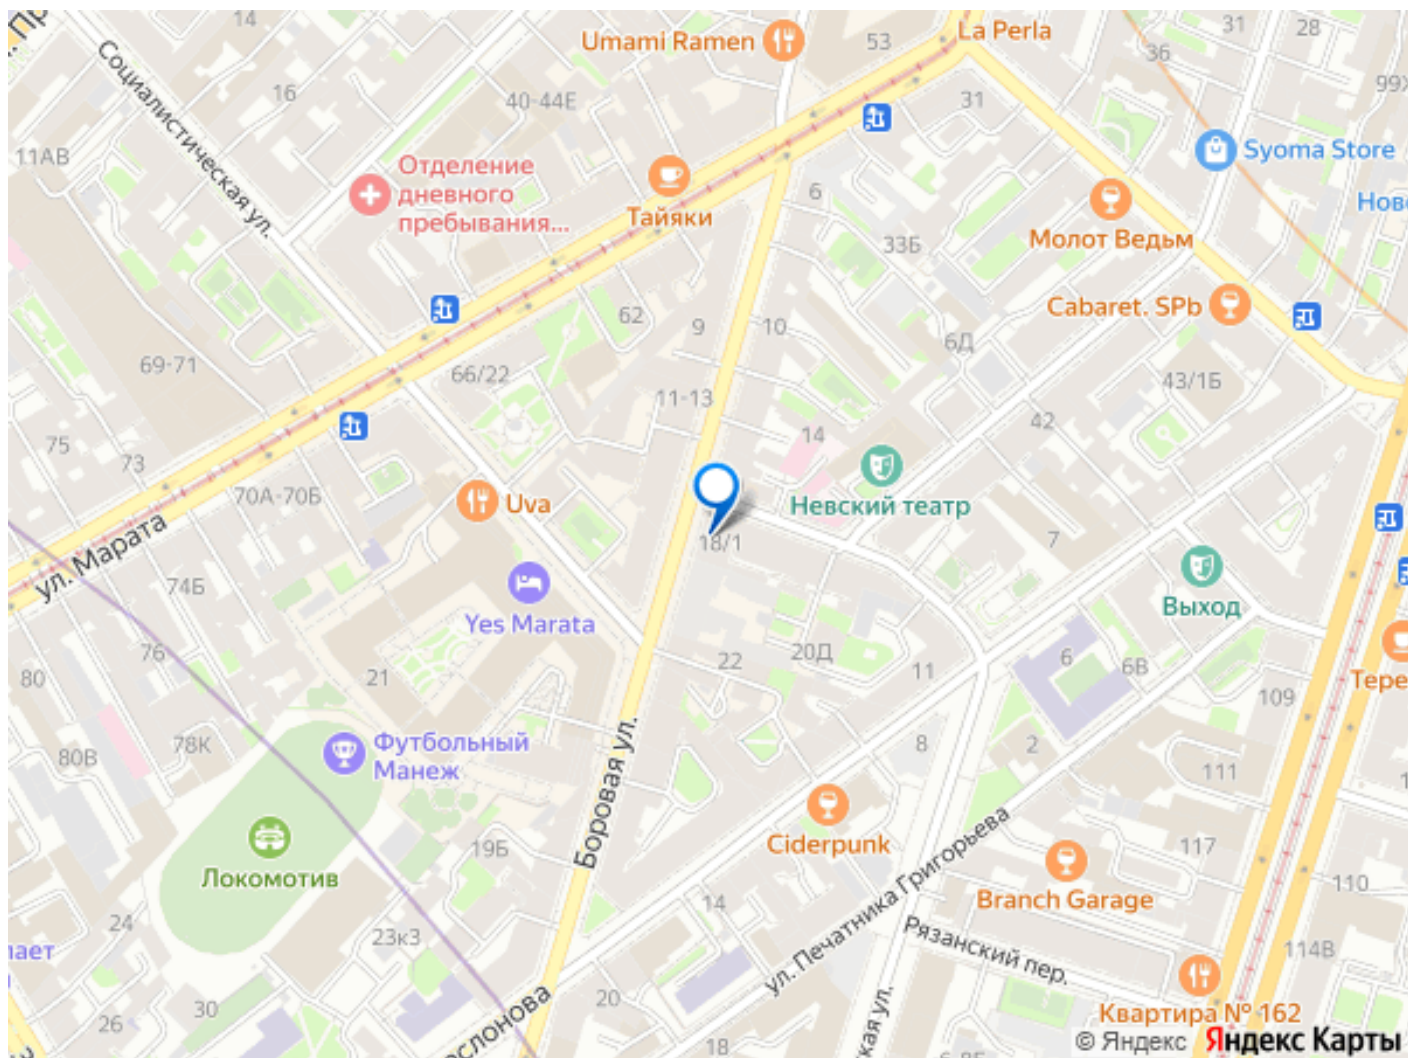 14
Umami Ramen
53
La Perla
31
28
36
99Х
Социалистическая ул.
16
40-44Е
31
11АВ
Отделение
дневного
пребывания...
Тайяки
6
Syoma Store
Молот Ведьм
33Б
62
9
10
Cabaret. SPb
6Д
69-71
66/22
11-13
43/1Б
75
73
14
42
70А-70Б
Uva
Невский театр
ул. Марата
18/1
7
74Б
Yes Marata
Выход
76
80
21
22
20Д
11
6
6В
109
78К
80В
Футбольный
Манеж
8
2
111
Боровая ул.
Локомотив
19Б
Ciderpunk
ул. Печатника Григорьева
117
Branch Garage
110
24
23к3
14
Рязанский пер.
114В
30
26
20
Квартира № 162
18
© Яндекс Яндекс Карты